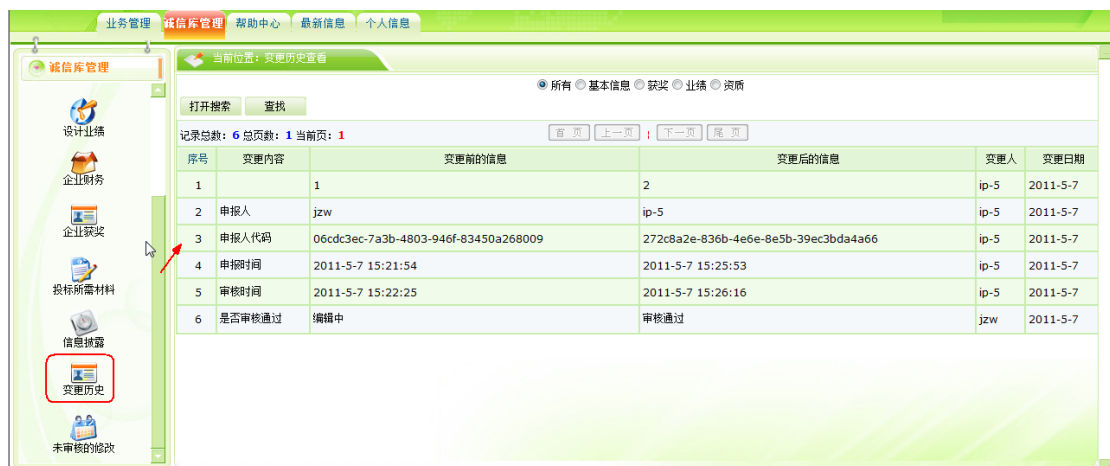 业务管理 诚信库管理 帮助中心 最新信息 个人信息
诚信库管理
当前位置：变更历史查看
所有 基本信息 获奖 业绩 资质
打开搜索 查找
记录总数：6 总页数：1 当前页：1
首 页 上一页 1 下一页 尾 页
序号 变更内容 变更前的信息 变更后的信息 变更人 变更日期
1 1 2 ip-5 2011-5-7
2 申报人 jzw ip-5 ip-5 2011-5-7
3 申报人代码 06cdc3ec-7a3b-4803-946f-83450a268009 272c8a2e-836b-4e6e-8e5b-39ec3bda4a66 ip-5 2011-5-7
4 申报时间 2011-5-7 15:21:54 2011-5-7 15:25:53 ip-5 2011-5-7
5 审核时间 2011-5-7 15:22:25 2011-5-7 15:26:16 ip-5 2011-5-7
6 是否审核通过 编辑中 审核通过 jzw 2011-5-7
设计业绩
企业财务
企业获奖
投标所需材料
信息披露
变更历史
未审核的修改